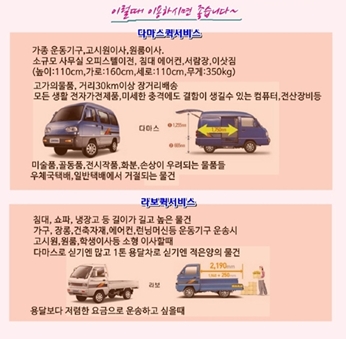 이럴때 이용하시면 좋습니다~
다마스퀵서비스
가종 운동기구,고시원이사,원룸이사.
소규모 사무실 오피스텔이전, 침대 에어컨, 서랍장,이삿짐
(높이:110cm,가로:160cm,세로:110cm,무게:350kg)
고가의물품, 거리30km이상 장거리배송
모든 생활 전자가전제품,미세한 충격에도 결함이 생길수 있는 컴퓨터,전산장비등
다마스
미술품,골동품,전시작품,화분,손상이 우려되는 물품들
우체국택배,일반택배에서 거절되는 물건
라보퀵서비스
침대, 쇼파, 냉장고 등 길이가 길고 높은 물건
가구, 장롱,건축자재,에어컨,런닝머신등 운동기구 운송시
고시원,원룸,학생이사등 소형 이사할때
다마스로 싣기엔 많고 1톤 용달차로 싣기엔 적은양의 물건
2,190mm
라보
용달보다 저렴한 요금으로 운송하고 싶을때